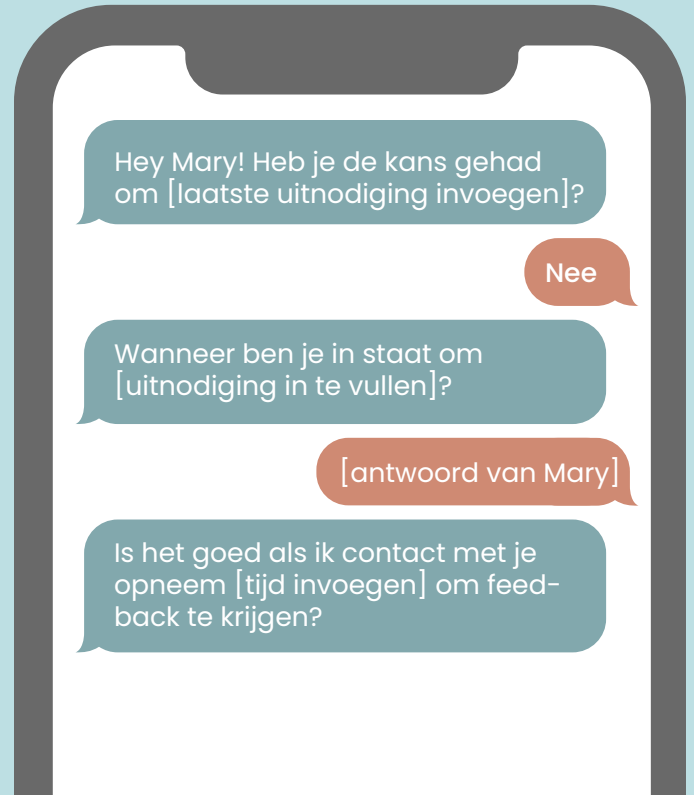 Hey Mary! Heb je de kans gehad
om [laatste uitnodiging invoegen]?
Nee
Wanneer ben je in staat om
[uitnodiging in te vullen]?
[antwoord van Mary]
Is het goed als ik contact met je
opneem [tijd invoegen] om feed-
back te krijgen?